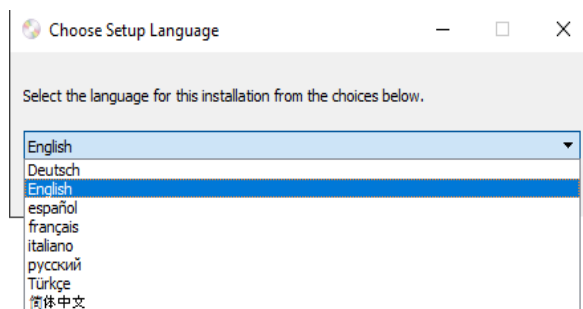 Choose Setup Language
Select the language for this installation from the choices below.
English
Deutsch
English
español
français
italiano
русский
Türkçe
简体中文